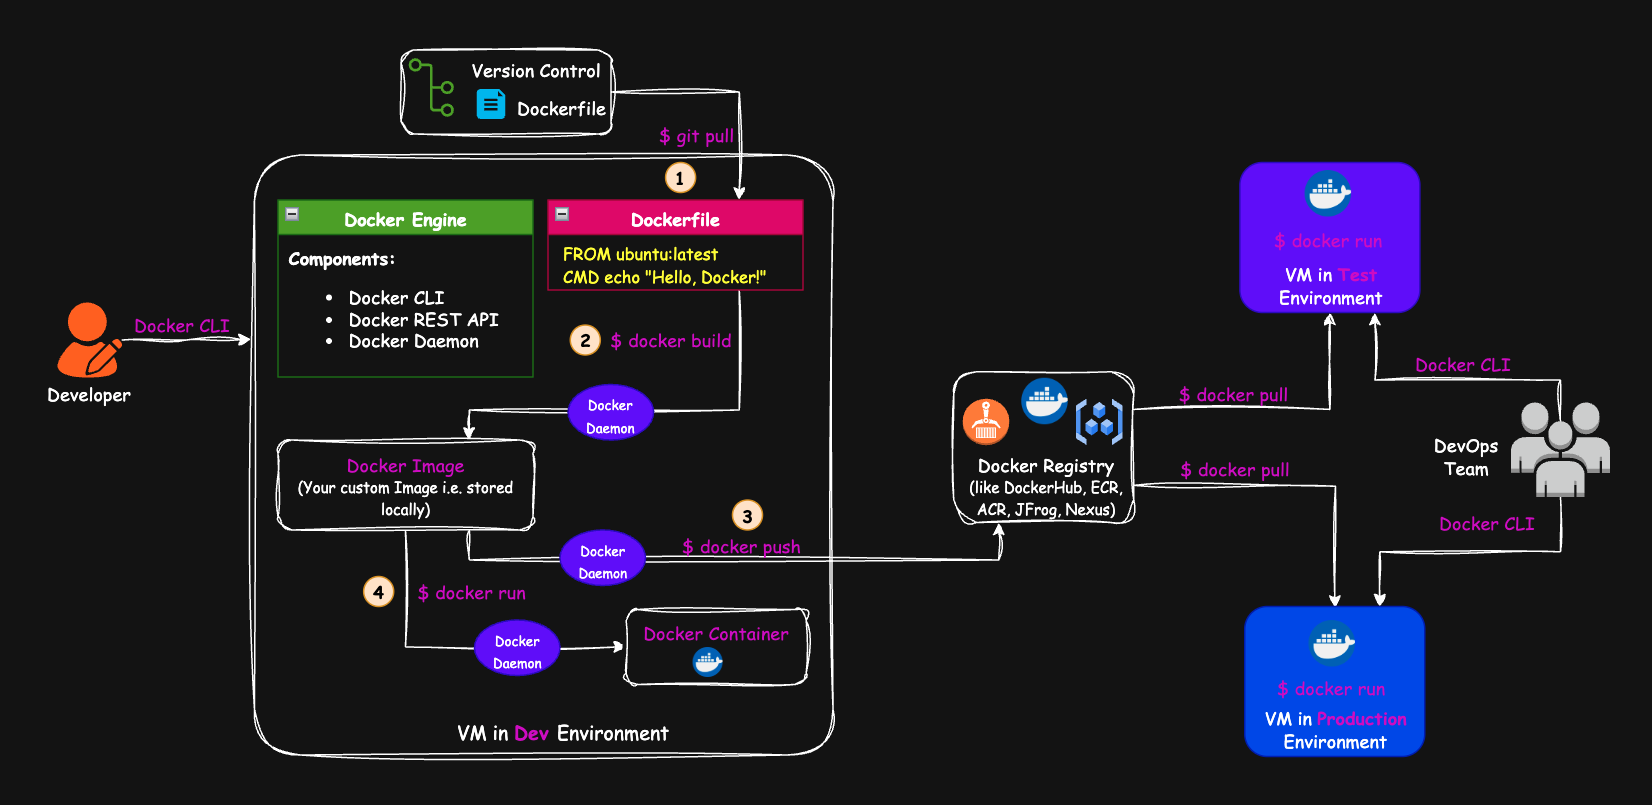 Version Control
Dockerfile
$ git pull
1
Docker Engine
Components:
• Docker CLI
• Docker REST API
• Docker Daemon
Dockerfile
FROM ubuntu:latest
CMD echo "Hello, Docker!"
Docker CLI
Developer
2
$ docker build
Docker
Daemon
Docker Image
(Your custom Image i.e. stored
locally)
3
Docker
Daemon
$ docker push
4
$ docker run
Docker
Daemon
Docker Container
VM in Dev Environment
Docker Registry
(like DockerHub, ECR,
ACR, JFrog, Nexus)
$ docker pull
$ docker pull
$ docker run
VM in Test
Environment
Docker CLI
DevOps
Team
Docker CLI
$ docker run
VM in Production
Environment